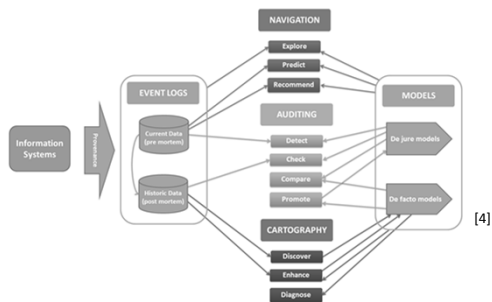 NAVIGATION
Explore
Predict
Recommend
EVENT LOGS
MODELS
AUDITING
Information
Systems
Provenance
Current Data
(pre mortem)
Detect
Check
Compare
Promote
De jure models
Historic Data
(post mortem)
De facto models
[4]
CARTOGRAPHY
Discover
Enhance
Diagnose